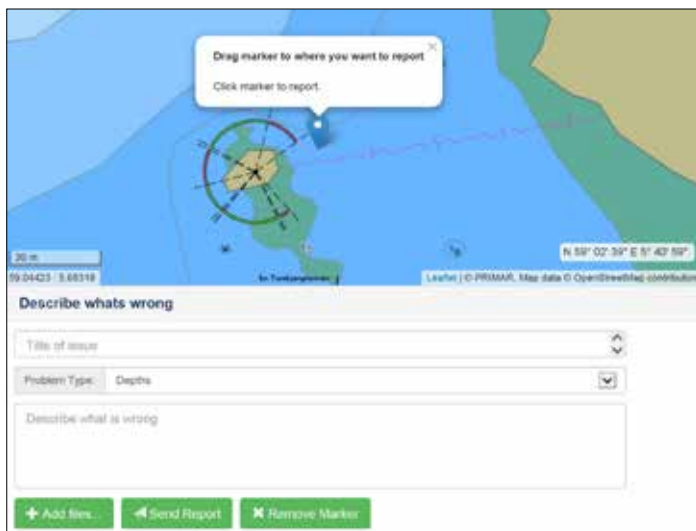 Drag marker to where you want to report
Click marker to report.
20 m
N 59° 02' 39" E 5° 40' 59".
59.04423 : 5.68318
Leaflet | © PRIMAR, Map data © OpenStreetMap contributors
Describe whats wrong
Title of issue
Problem Type: Depths
Describe what is wrong
Add files...
Send Report
Remove Marker